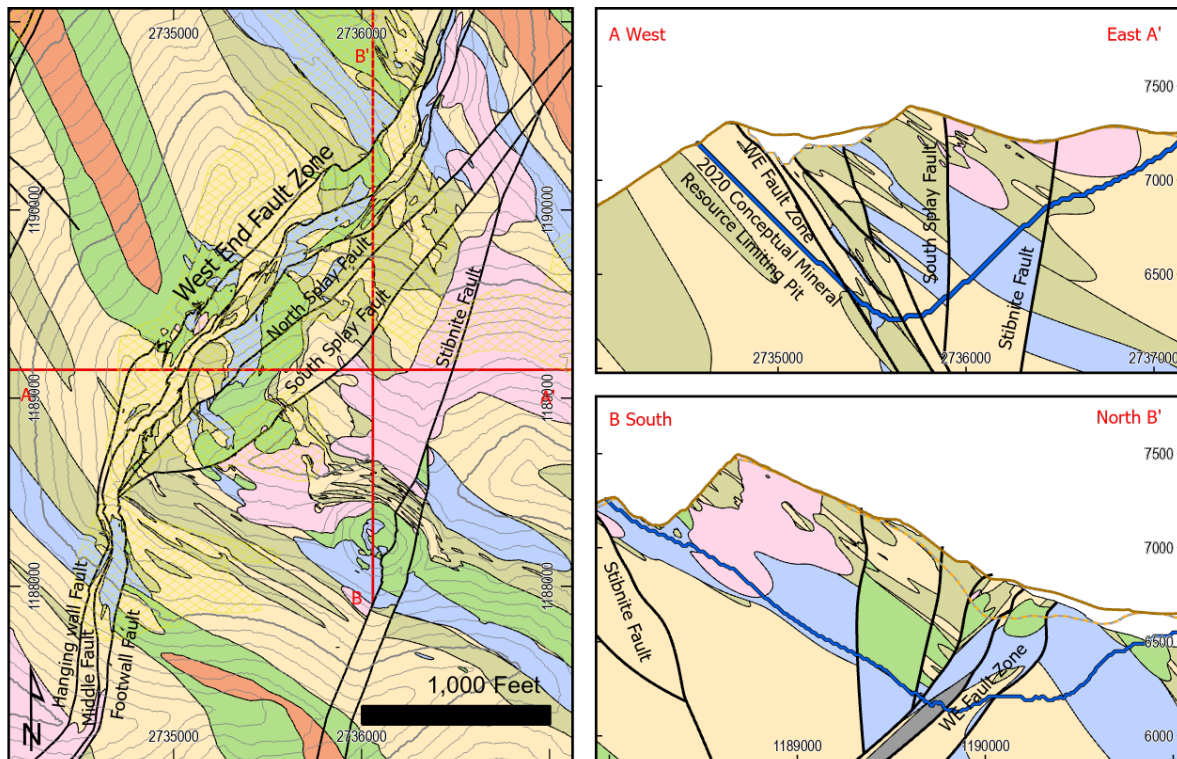 2735000
2736000
B'
1190000
1190000
West End Fault Zone
North Splay Fault
South Splay Fault
Stibnite Fault
A
1189000
1189000
B
1188000
1188000
Hanging wall Fault
Middle Fault
Footwall Fault
N
1,000 Feet
2735000
2736000
A West
East A'
7500
7000
6500
WE Fault Zone
2020 Conceptual Mineral
Resource Limiting Pit
South Splay Fault
Stibnite Fault
2735000
2736000
2737000
B South
North B'
7500
7000
6500
6000
Stibnite Fault
WE Fault Zone
1189000
1190000